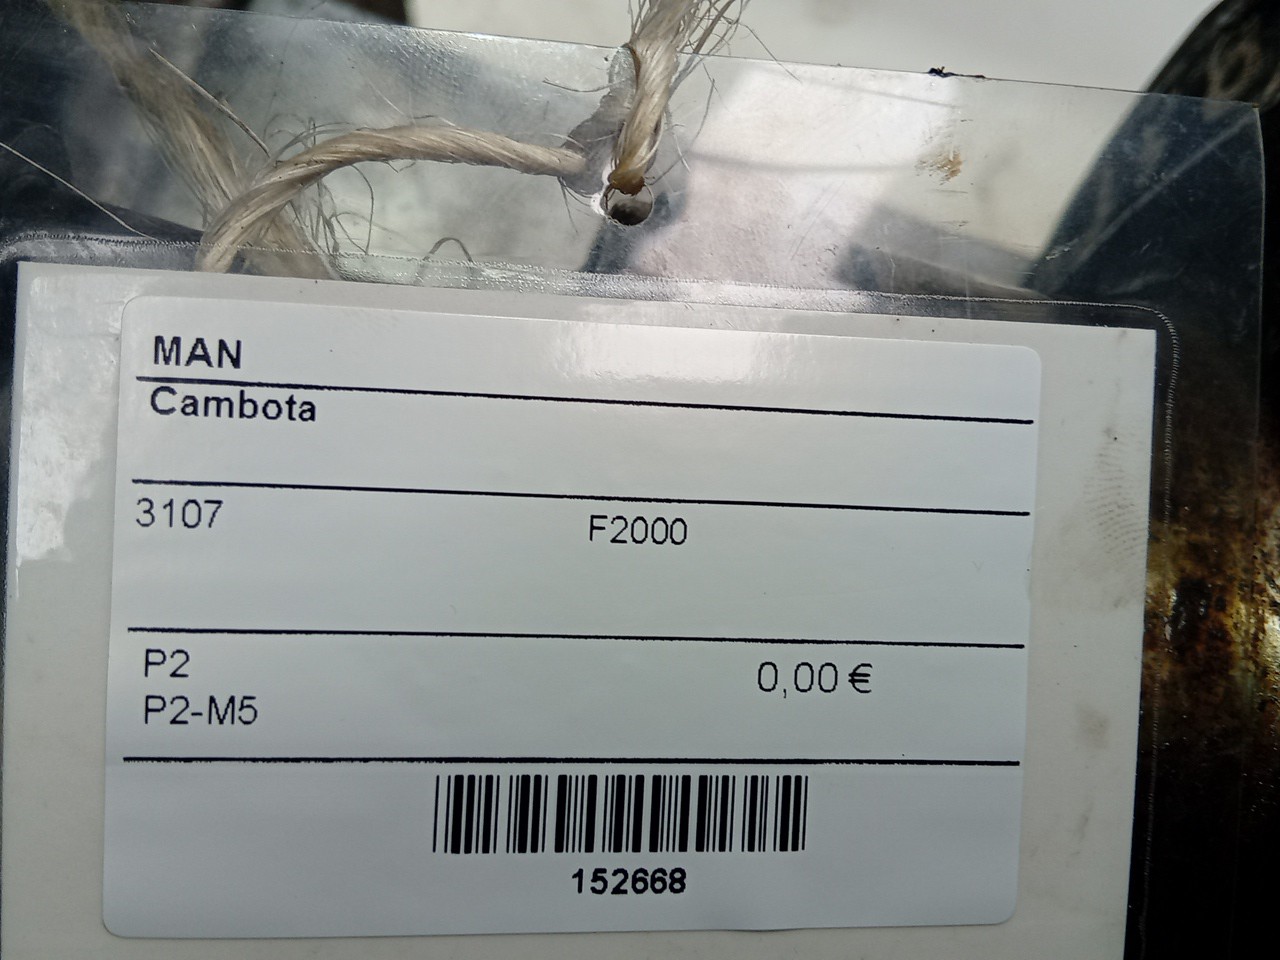 MAN
Cambota
3107 F2000
P2 0,00 €
P2-M5
152668